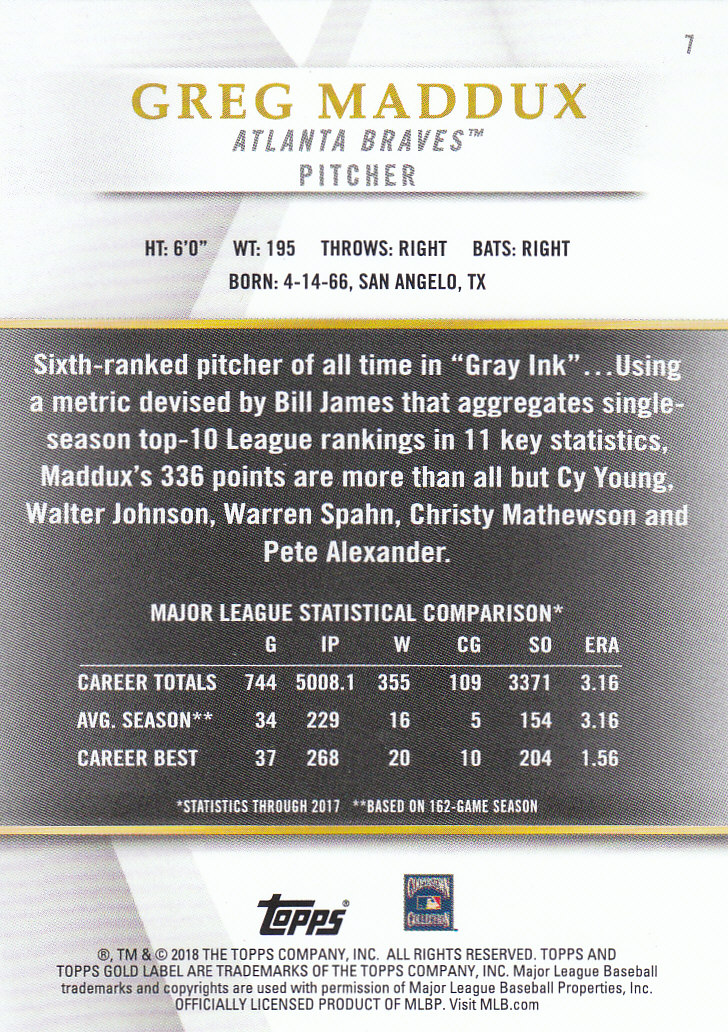 7
GREG MADDUX
ATLANTA BRAVES™
PITCHER
HT: 6'0" WT: 195 THROWS: RIGHT BATS: RIGHT
BORN: 4-14-66, SAN ANGELO, TX
Sixth-ranked pitcher of all time in “Gray Ink”...Using
a metric devised by Bill James that aggregates single-
season top-10 League rankings in 11 key statistics,
Maddux's 336 points are more than all but Cy Young,
Walter Johnson, Warren Spahn, Christy Mathewson and
Pete Alexander.
MAJOR LEAGUE STATISTICAL COMPARISON*
G IP W CG SO ERA
CAREER TOTALS 744 5008.1 355 109 3371 3.16
AVG. SEASON** 34 229 16 5 154 3.16
CAREER BEST 37 268 20 10 204 1.56
*STATISTICS THROUGH 2017 **BASED ON 162-GAME SEASON
Topps®
COOPERSTOWN
COLLECTION
®, TM & © 2018 THE TOPPS COMPANY, INC. ALL RIGHTS RESERVED. TOPPS AND
TOPPS GOLD LABEL ARE TRADEMARKS OF THE TOPPS COMPANY, INC. Major League Baseball
trademarks and copyrights are used with permission of Major League Baseball Properties, Inc.
OFFICIALLY LICENSED PRODUCT OF MLBP. Visit MLB.com